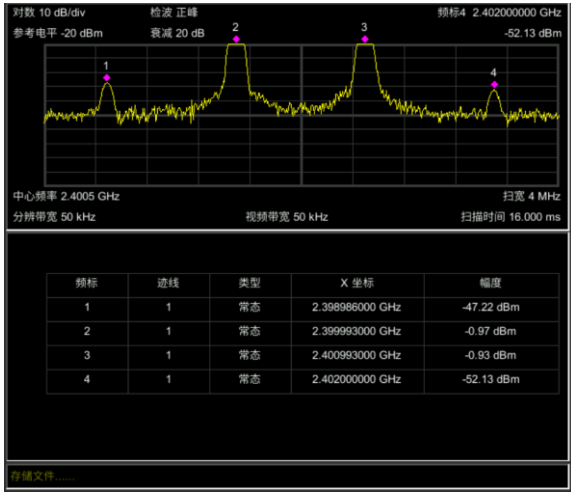 对数 10 dB/div 检波 正峰 频标4 2.402000000 GHz
参考电平 -20 dBm 衰减 20 dB -52.13 dBm
1 2 3 4
中心频率 2.4005 GHz 扫宽 4 MHz
分辨带宽 50 kHz 视频带宽 50 kHz 扫描时间 16.000 ms
频标 迹线 类型 X 坐标 幅度
1 1 常态 2.398986000 GHz -47.22 dBm
2 1 常态 2.399993000 GHz -0.97 dBm
3 1 常态 2.400993000 GHz -0.93 dBm
4 1 常态 2.402000000 GHz -52.13 dBm
存储文件......